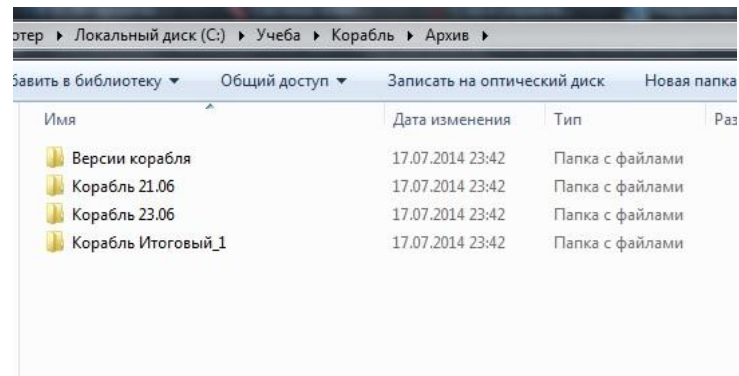 Локальный диск (C:) Учеба Корабль Архив
Общий доступ Записать на оптический диск Новая папка
Имя Дата изменения Тип
Версии корабля 17.07.2014 23:42 Папка с файлами
Корабль 21.06 17.07.2014 23:42 Папка с файлами
Корабль 23.06 17.07.2014 23:42 Папка с файлами
Корабль Итоговый_1 17.07.2014 23:42 Папка с файлами